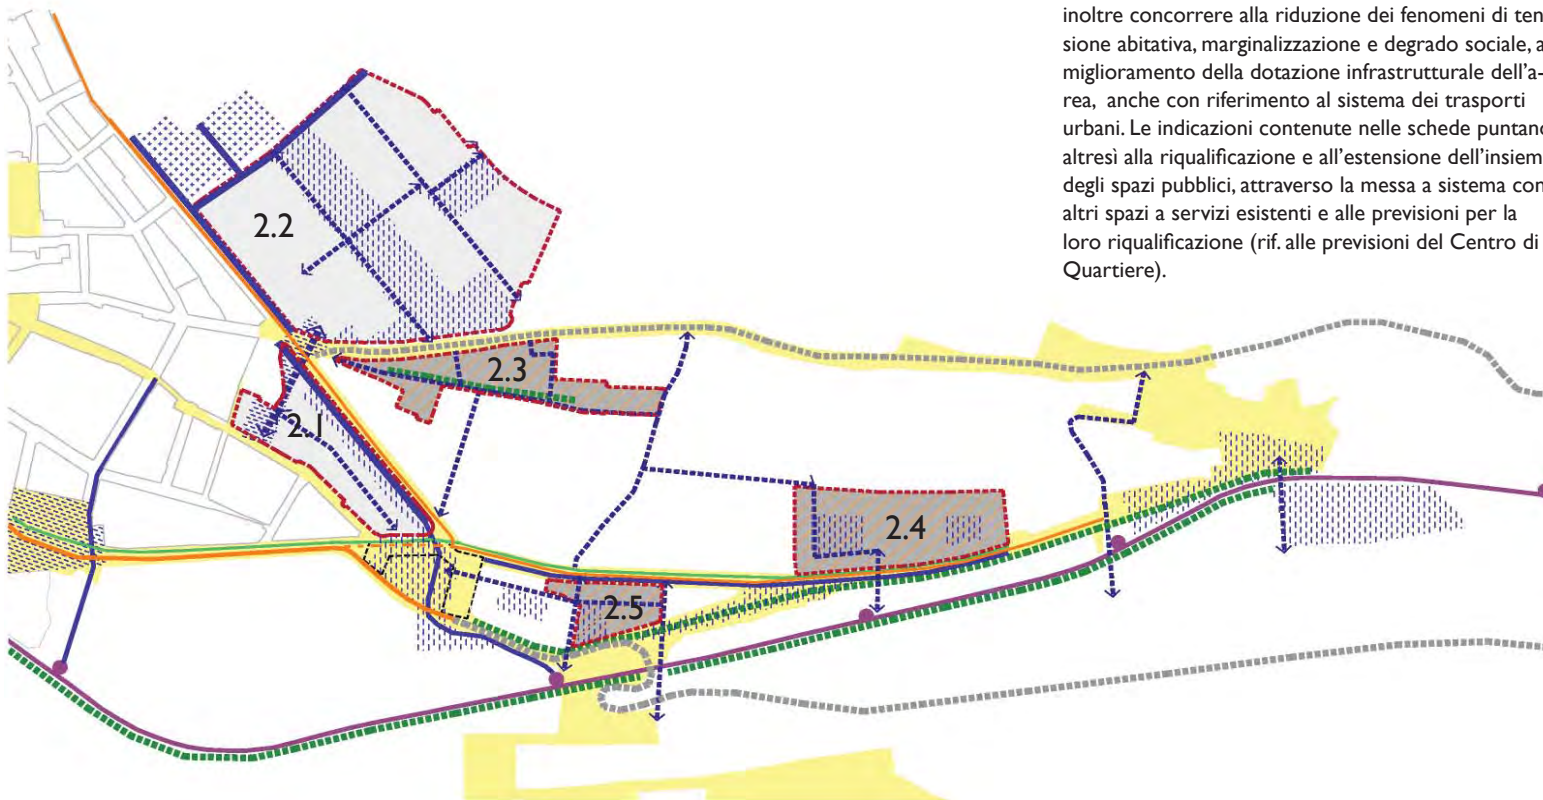 inoltre concorrere alla riduzione dei fenomeni di ten
sione abitativa, marginalizzazione e degrado sociale, a
miglioramento della dotazione infrastrutturale dell'a-
rea, anche con riferimento al sistema dei trasporti
urbani. Le indicazioni contenute nelle schede puntano
altresì alla riqualificazione e all'estensione dell'insiem
degli spazi pubblici, attraverso la messa a sistema con
altri spazi a servizi esistenti e alle previsioni per la
loro riqualificazione (rif. alle previsioni del Centro di
Quartiere).
2.2
2.3
2.1
2.4
2.5